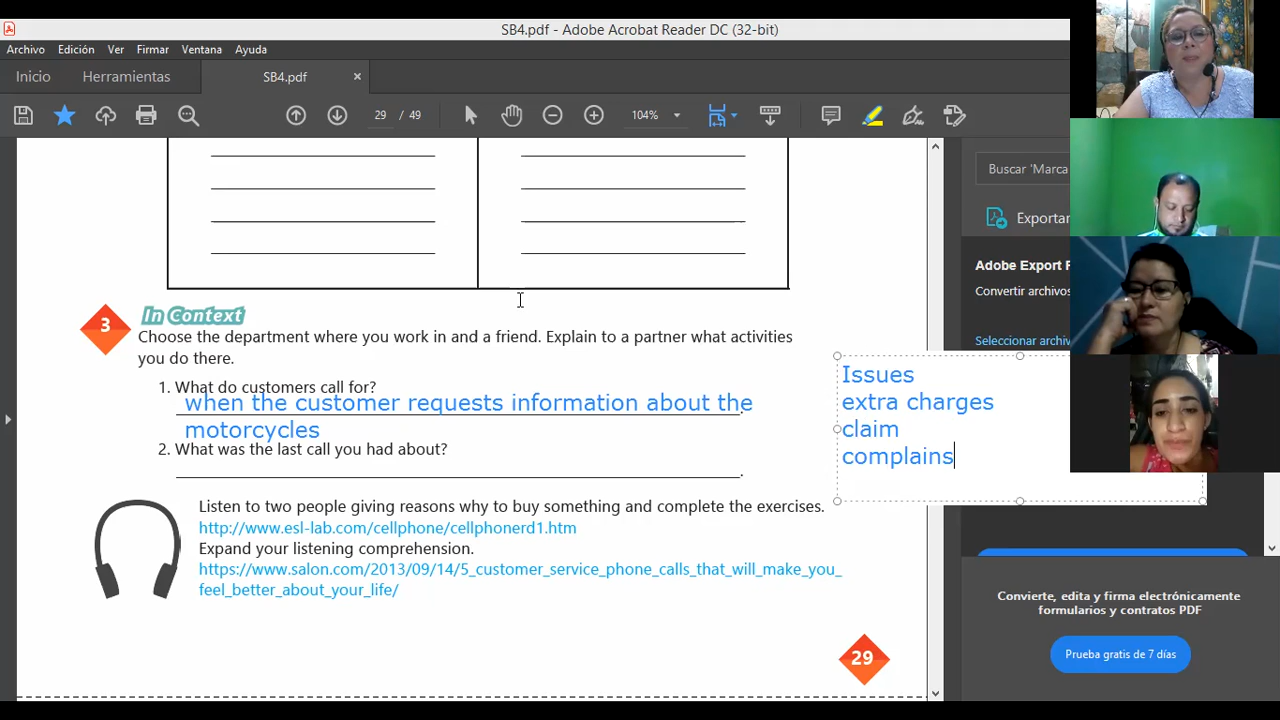 SB4.pdf - Adobe Acrobat Reader DC (32-bit)
Archivo Edición Ver Firmar Ventana Ayuda
Inicio Herramientas SB4.pdf ×
29 / 49 104%
Buscar 'Marca
Exportar
Adobe Export P
Convertir archivos
Seleccionar archiv
3
In Context
Choose the department where you work in and a friend. Explain to a partner what activities
you do there.
1. What do customers call for?
when the customer requests information about the
motorcycles
2. What was the last call you had about?
Issues
extra charges
claim
complains
Listen to two people giving reasons why to buy something and complete the exercises.
http://www.esl-lab.com/cellphone/cellphonerd1.htm
Expand your listening comprehension.
https://www.salon.com/2013/09/14/5_customer_service_phone_calls_that_will_make_you_
feel_better_about_your_life/
29
Convierte, edita y firma electrónicamente
formularios y contratos PDF
Prueba gratis de 7 días